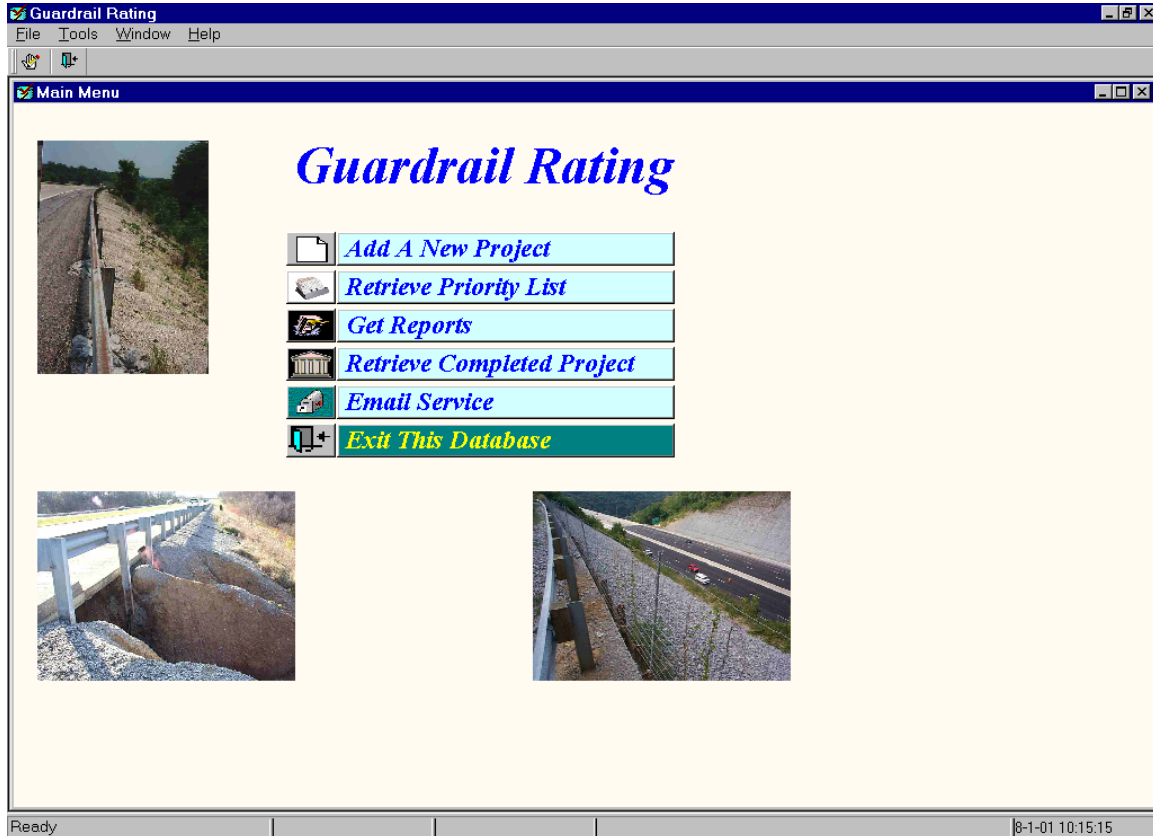 Guardrail Rating
File Tools Window Help
Main Menu
Guardrail Rating
Add A New Project
Retrieve Priority List
Get Reports
Retrieve Completed Project
Email Service
Exit This Database
Ready
8-1-01 10:15:15